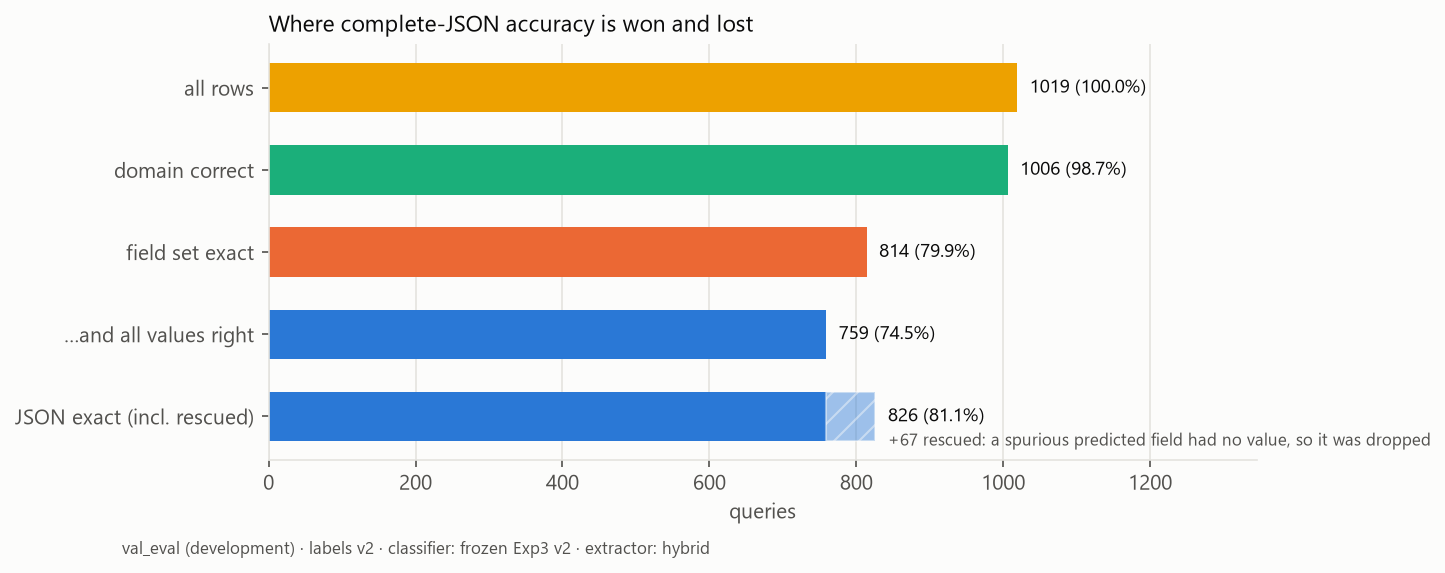 Where complete-JSON accuracy is won and lost
all rows
1019 (100.0%)
domain correct
1006 (98.7%)
field set exact
814 (79.9%)
...and all values right
759 (74.5%)
JSON exact (incl. rescued)
826 (81.1%)
+67 rescued: a spurious predicted field had no value, so it was dropped
0 200 400 600 800 1000 1200
queries
val_eval (development) · labels v2 · classifier: frozen Exp3 v2 · extractor: hybrid